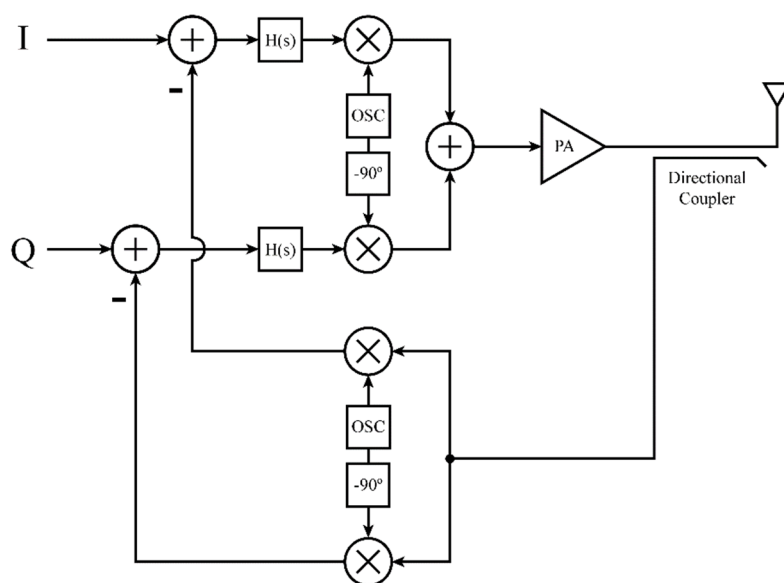 I
H(s)
OSC
-90º
PA
Directional
Coupler
Q
H(s)
-
-
OSC
-90º